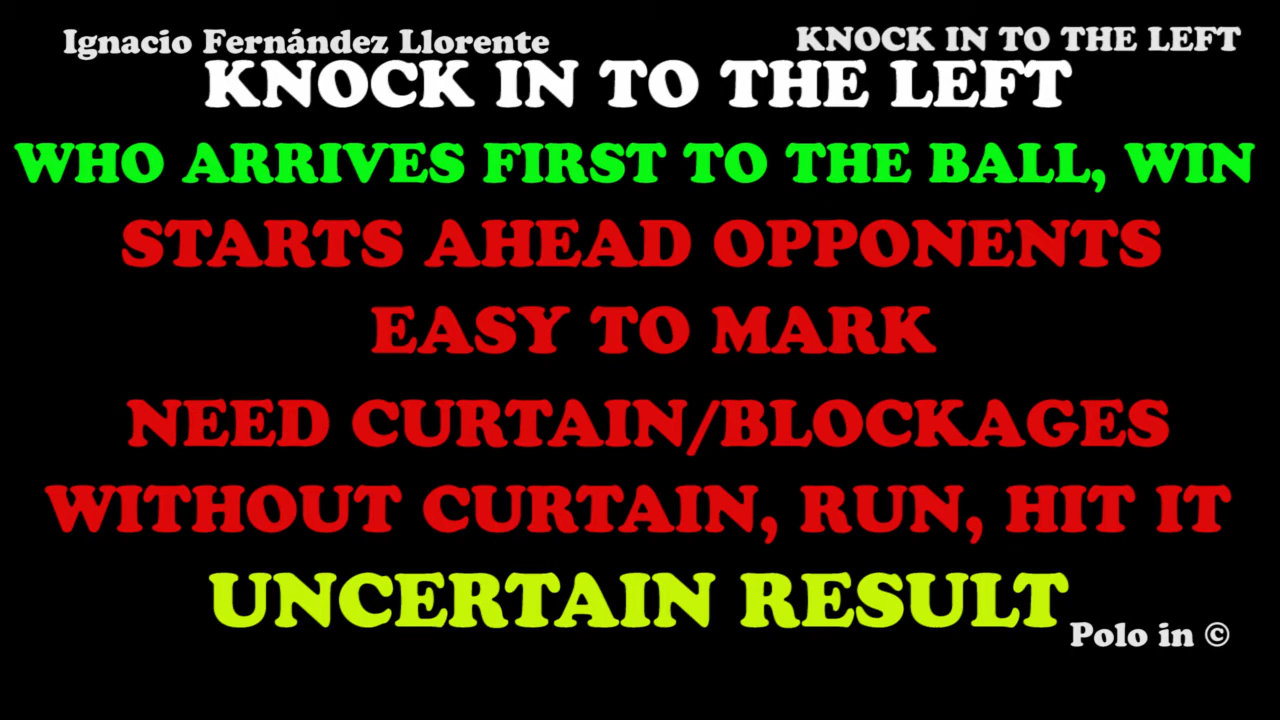 Ignacio Fernández Llorente
KNOCK IN TO THE LEFT
KNOCK IN TO THE LEFT
WHO ARRIVES FIRST TO THE BALL, WIN
STARTS AHEAD OPPONENTS
EASY TO MARK
NEED CURTAIN/BLOCKAGES
WITHOUT CURTAIN, RUN, HIT IT
UNCERTAIN RESULT
Polo in ©